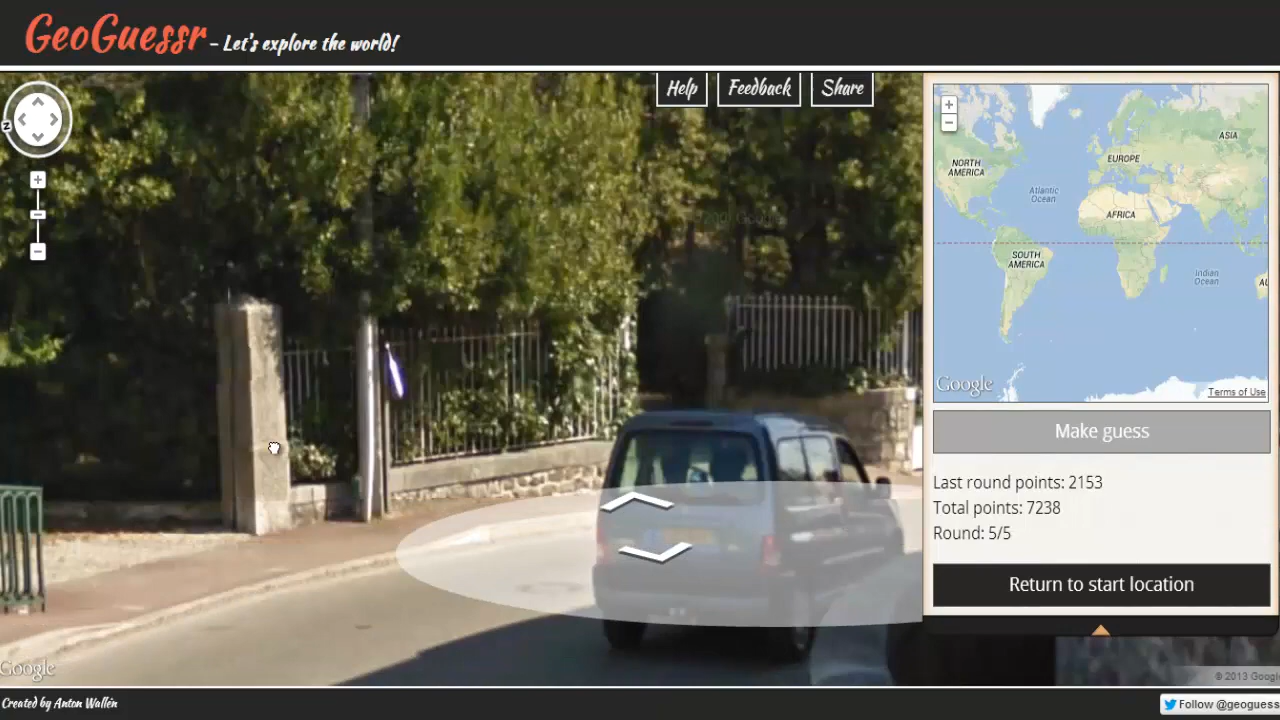 GeoGuessr - Let's explore the world!
Help
Feedback
Share
NORTH AMERICA
Atlantic Ocean
EUROPE
ASIA
AFRICA
SOUTH AMERICA
Indian Ocean
AU
Google
Terms of Use
Make guess
Last round points: 2153
Total points: 7238
Round: 5/5
Return to start location
Google
© 2013 Googl
Created by Anton Wallén
Follow @geoguess